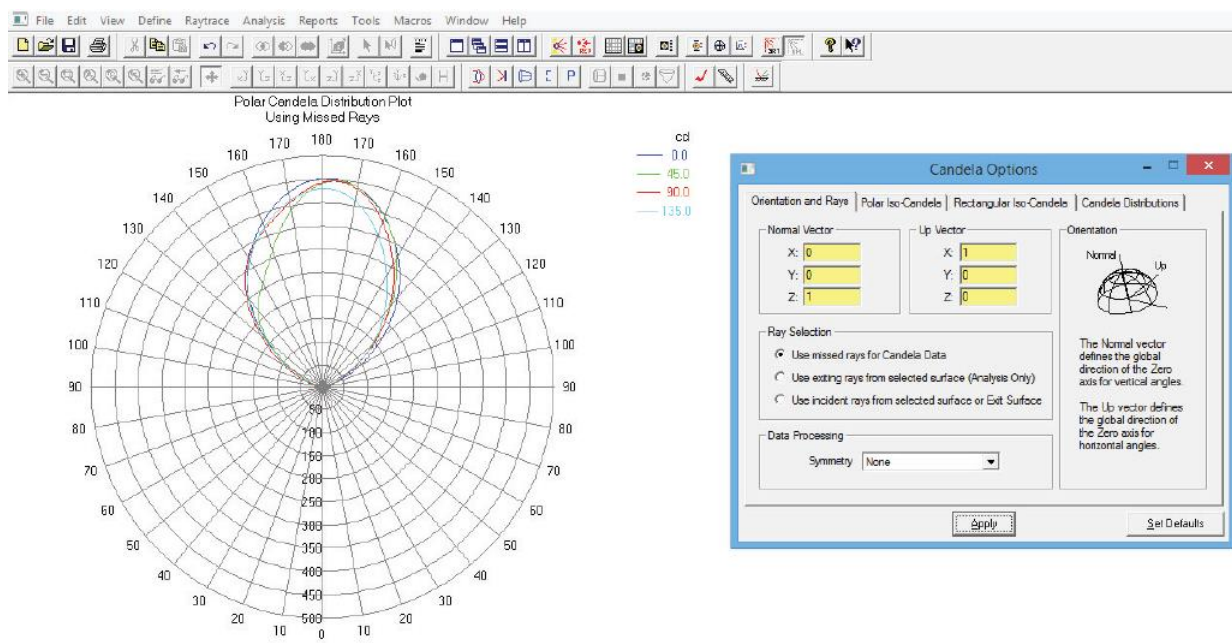 File Edit View Define Raytrace Analysis Reports Tools Macros Window Help
Polar Candela Distribution Plot
Using Missed Rays
180
170 170
160 160
150 150
140 140
130 130
120 120
110 110
100 100
90 90
80 80
70 70
60 60
50 50
40 40
30 30
20 20
10 10
0
50
100
150
200
250
300
350
400
450
500
cd
0.0
45.0
90.0
135.0
Candela Options
Orientation and Rays Polar Iso-Candela Rectangular Iso-Candela Candela Distributions
Normal Vector
X: 0
Y: 0
Z: 1
Up Vector
X: 1
Y: 0
Z: 0
Orientation
Normal
Up
The Normal vector
defines the global
direction of the Zero
axis for vertical angles.
The Up vector defines
the global direction of
the Zero axis for
horizontal angles.
Ray Selection
Use missed rays for Candela Data
Use exiting rays from selected surface (Analysis Only)
Use incident rays from selected surface or Exit Surface
Data Processing
Symmetry None
Apply
Set Defaults